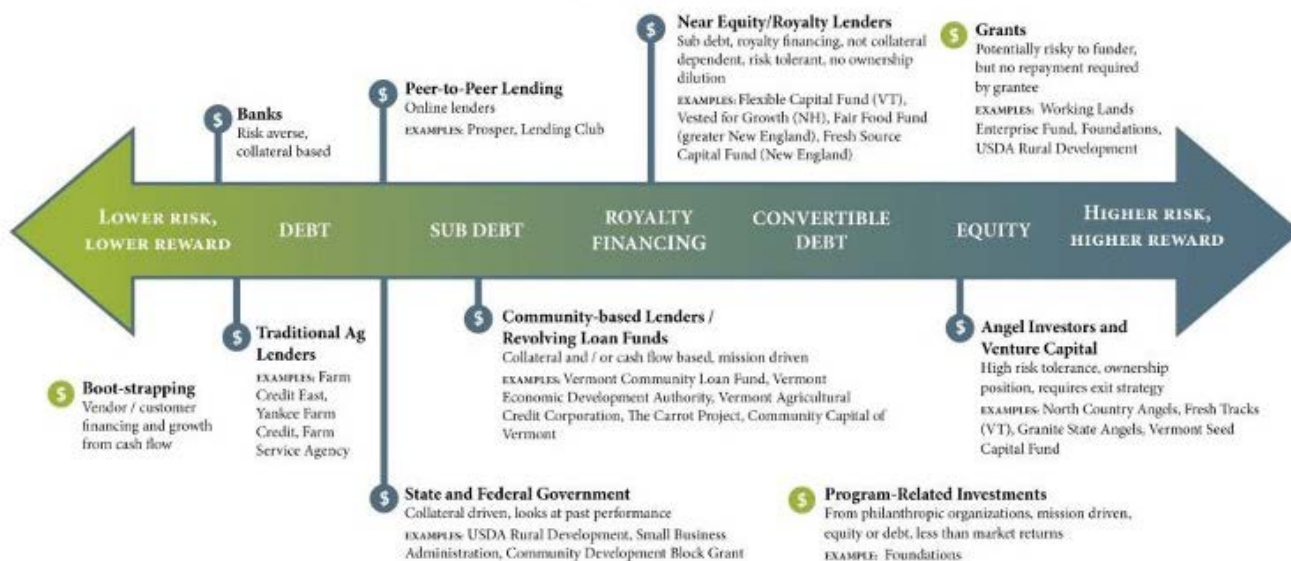 Near Equity/Royalty Lenders
Sub debt, royalty financing, not collateral
dependent, risk tolerant, no ownership
dilution
EXAMPLES: Flexible Capital Fund (VT),
Vested for Growth (NH), Fair Food Fund
(greater New England), Fresh Source
Capital Fund (New England)
Grants
Potentially risky to funder,
but no repayment required
by grantee
EXAMPLES: Working Lands
Enterprise Fund, Foundations,
USDA Rural Development
Peer-to-Peer Lending
Online lenders
EXAMPLES: Prosper, Lending Club
Banks
Risk averse,
collateral based
LOWER RISK,
LOWER REWARD
DEBT
SUB DEBT
ROYALTY
FINANCING
CONVERTIBLE
DEBT
EQUITY
HIGHER RISK,
HIGHER REWARD
Boot-strapping
Vendor / customer
financing and growth
from cash flow
Traditional Ag
Lenders
EXAMPLES: Farm
Credit East,
Yankee Farm
Credit, Farm
Service Agency
Community-based Lenders /
Revolving Loan Funds
Collateral and / or cash flow based, mission driven
EXAMPLES: Vermont Community Loan Fund, Vermont
Economic Development Authority, Vermont Agricultural
Credit Corporation, The Carrot Project, Community Capital of
Vermont
Angel Investors and
Venture Capital
High risk tolerance, ownership
position, requires exit strategy
EXAMPLES: North Country Angels, Fresh Tracks
(VT), Granite State Angels, Vermont Seed
Capital Fund
State and Federal Government
Collateral driven, looks at past performance
EXAMPLES: USDA Rural Development, Small Business
Administration, Community Development Block Grant
Program-Related Investments
From philanthropic organizations, mission driven,
equity or debt, less than market returns
EXAMPLE: Foundations